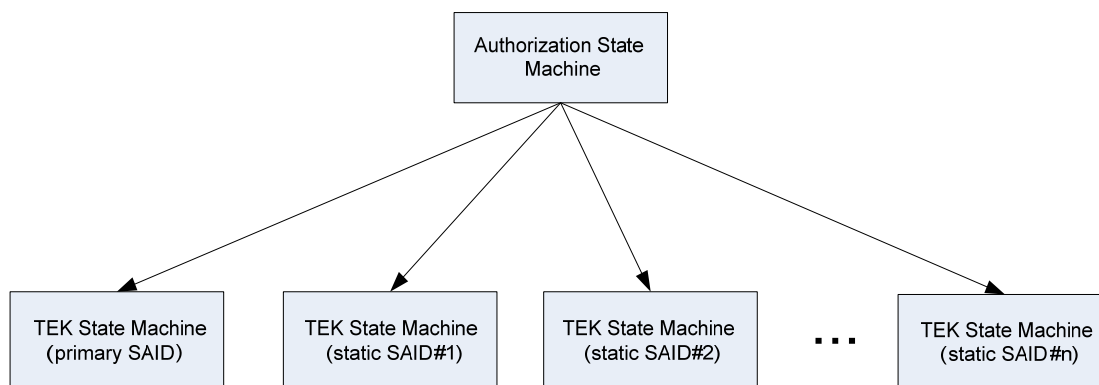 Authorization State
Machine
TEK State Machine
(primary SAID)
TEK State Machine
(static SAID#1)
TEK State Machine
(static SAID#2)
...
TEK State Machine
(static SAID#n)